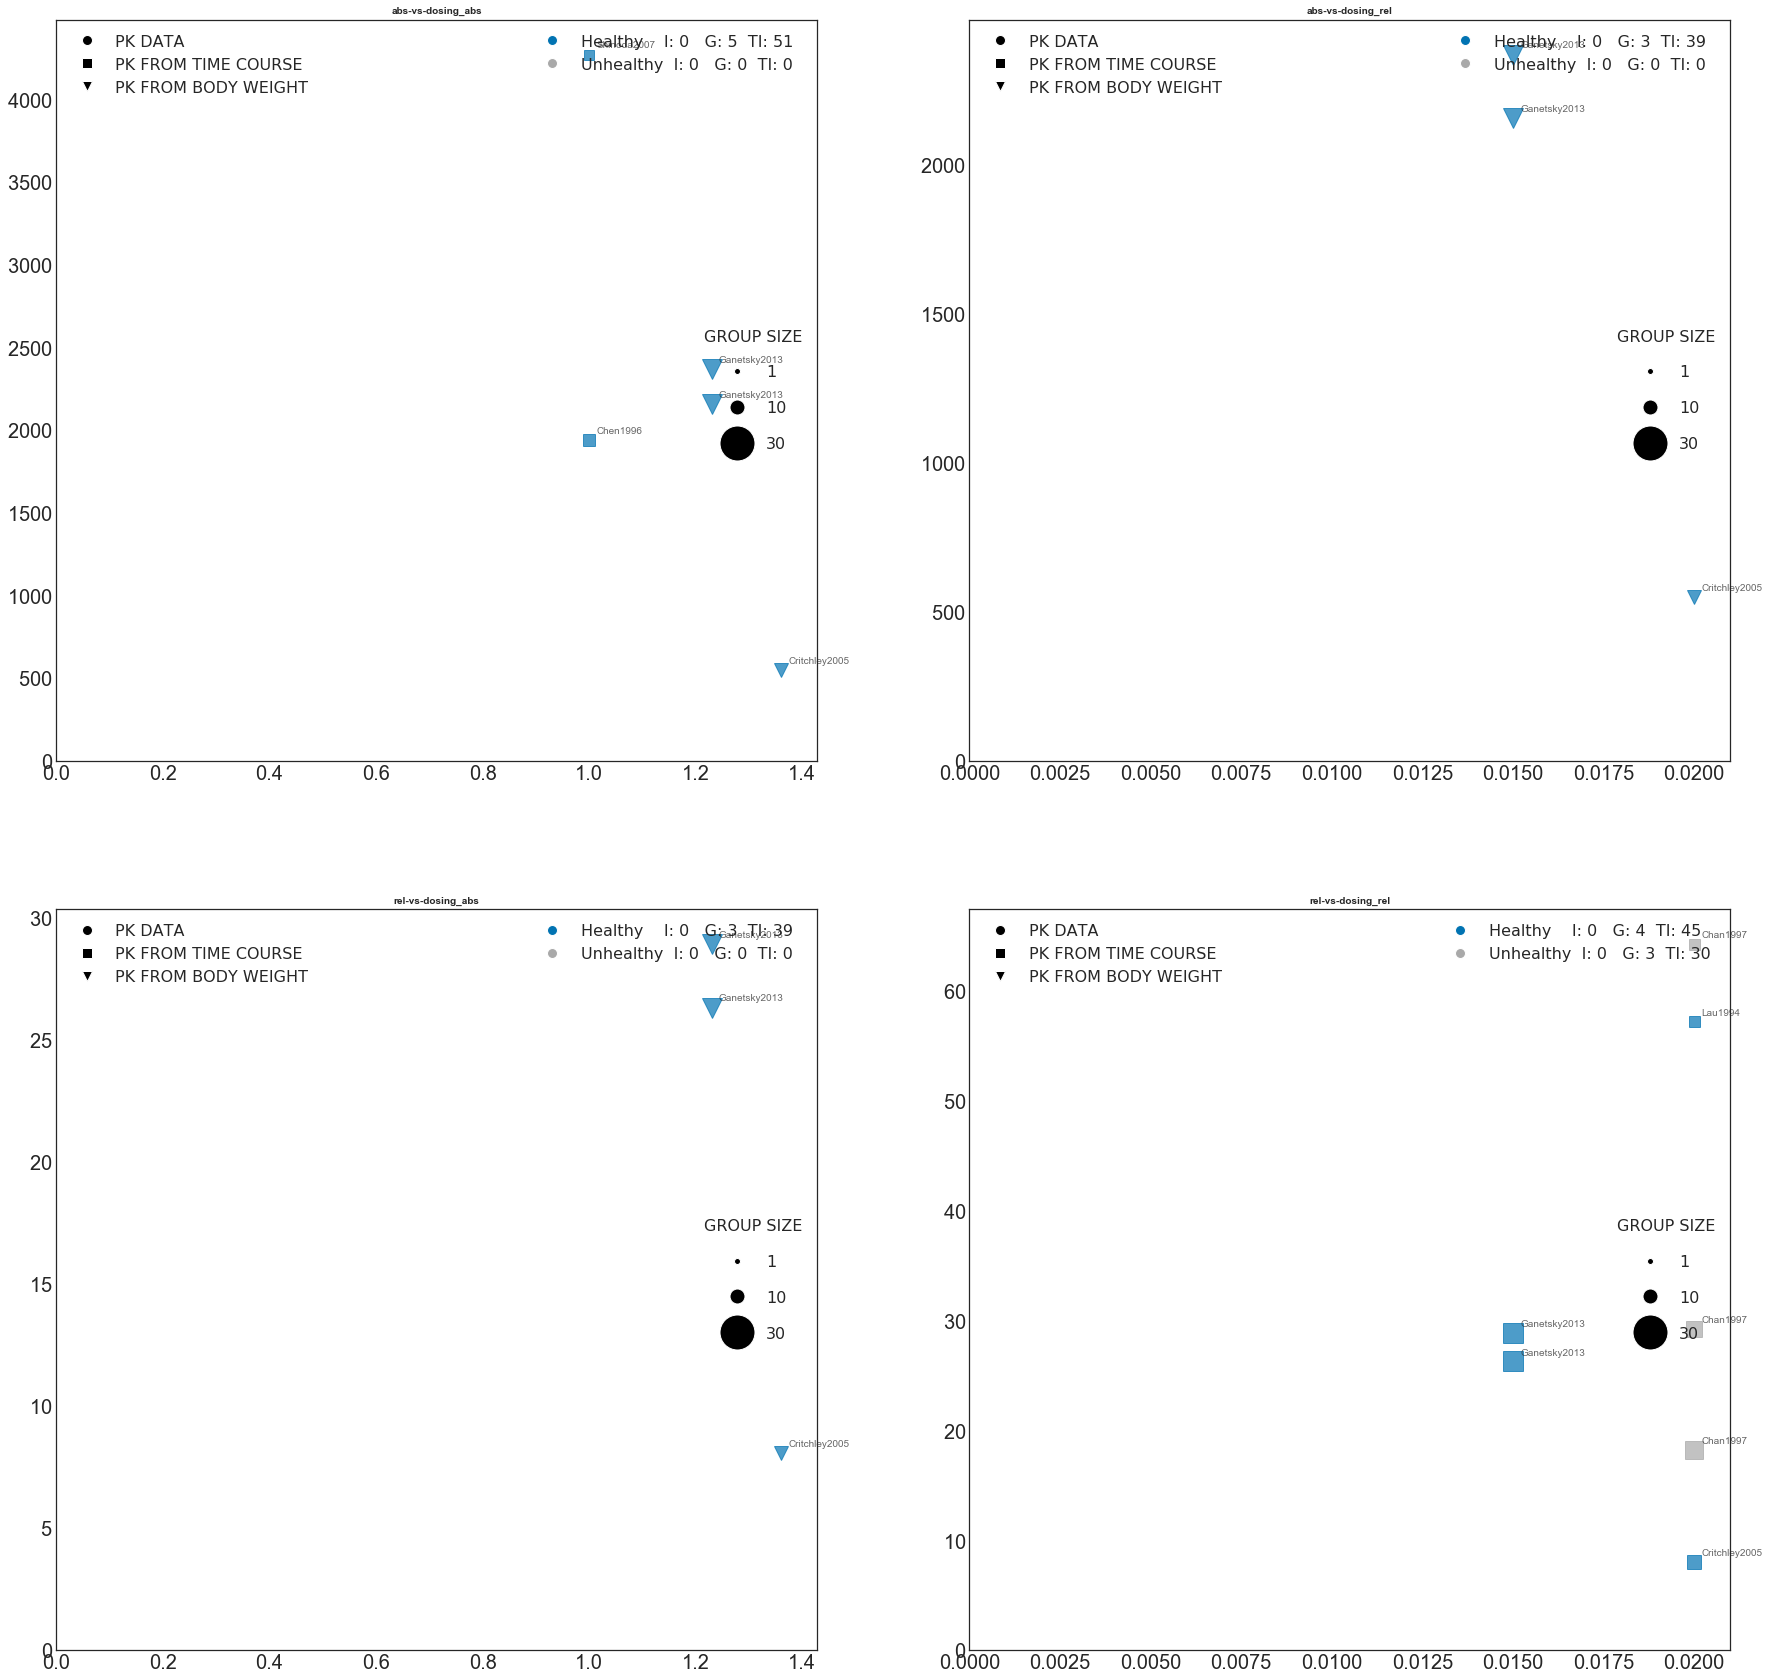 abs-vs-dosing_abs
PK DATA
PK FROM TIME COURSE
PK FROM BODY WEIGHT
Healthy I: 0 G: 5 TI: 51
Unhealthy I: 0 G: 0 TI: 0
4000
3500
3000
2500
2000
1500
1000
500
0
GROUP SIZE
1
10
30
Ganetsky2013
Ganetsky2013
Chen1996
Critchley2005
0.0 0.2 0.4 0.6 0.8 1.0 1.2 1.4
abs-vs-dosing_rel
PK DATA
PK FROM TIME COURSE
PK FROM BODY WEIGHT
Healthy I: 0 G: 3 TI: 39
Unhealthy I: 0 G: 0 TI: 0
Ganetsky2013
Ganetsky2013
2000
1500
1000
500
0
GROUP SIZE
1
10
30
Critchley2005
0.0000 0.0025 0.0050 0.0075 0.0100 0.0125 0.0150 0.0175 0.0200
rel-vs-dosing_abs
PK DATA
PK FROM TIME COURSE
PK FROM BODY WEIGHT
Healthy I: 0 G: 3 TI: 39
Unhealthy I: 0 G: 0 TI: 0
Ganetsky2013
Ganetsky2013
30
25
20
15
10
5
0
GROUP SIZE
1
10
30
Critchley2005
0.0 0.2 0.4 0.6 0.8 1.0 1.2 1.4
rel-vs-dosing_rel
PK DATA
PK FROM TIME COURSE
PK FROM BODY WEIGHT
Healthy I: 0 G: 4 TI: 45
Unhealthy I: 0 G: 3 TI: 30
Chan1997
Lau1994
60
50
40
30
20
10
0
GROUP SIZE
1
10
30
Ganetsky2013
Chan1997
Ganetsky2013
Chan1997
Critchley2005
0.0000 0.0025 0.0050 0.0075 0.0100 0.0125 0.0150 0.0175 0.0200